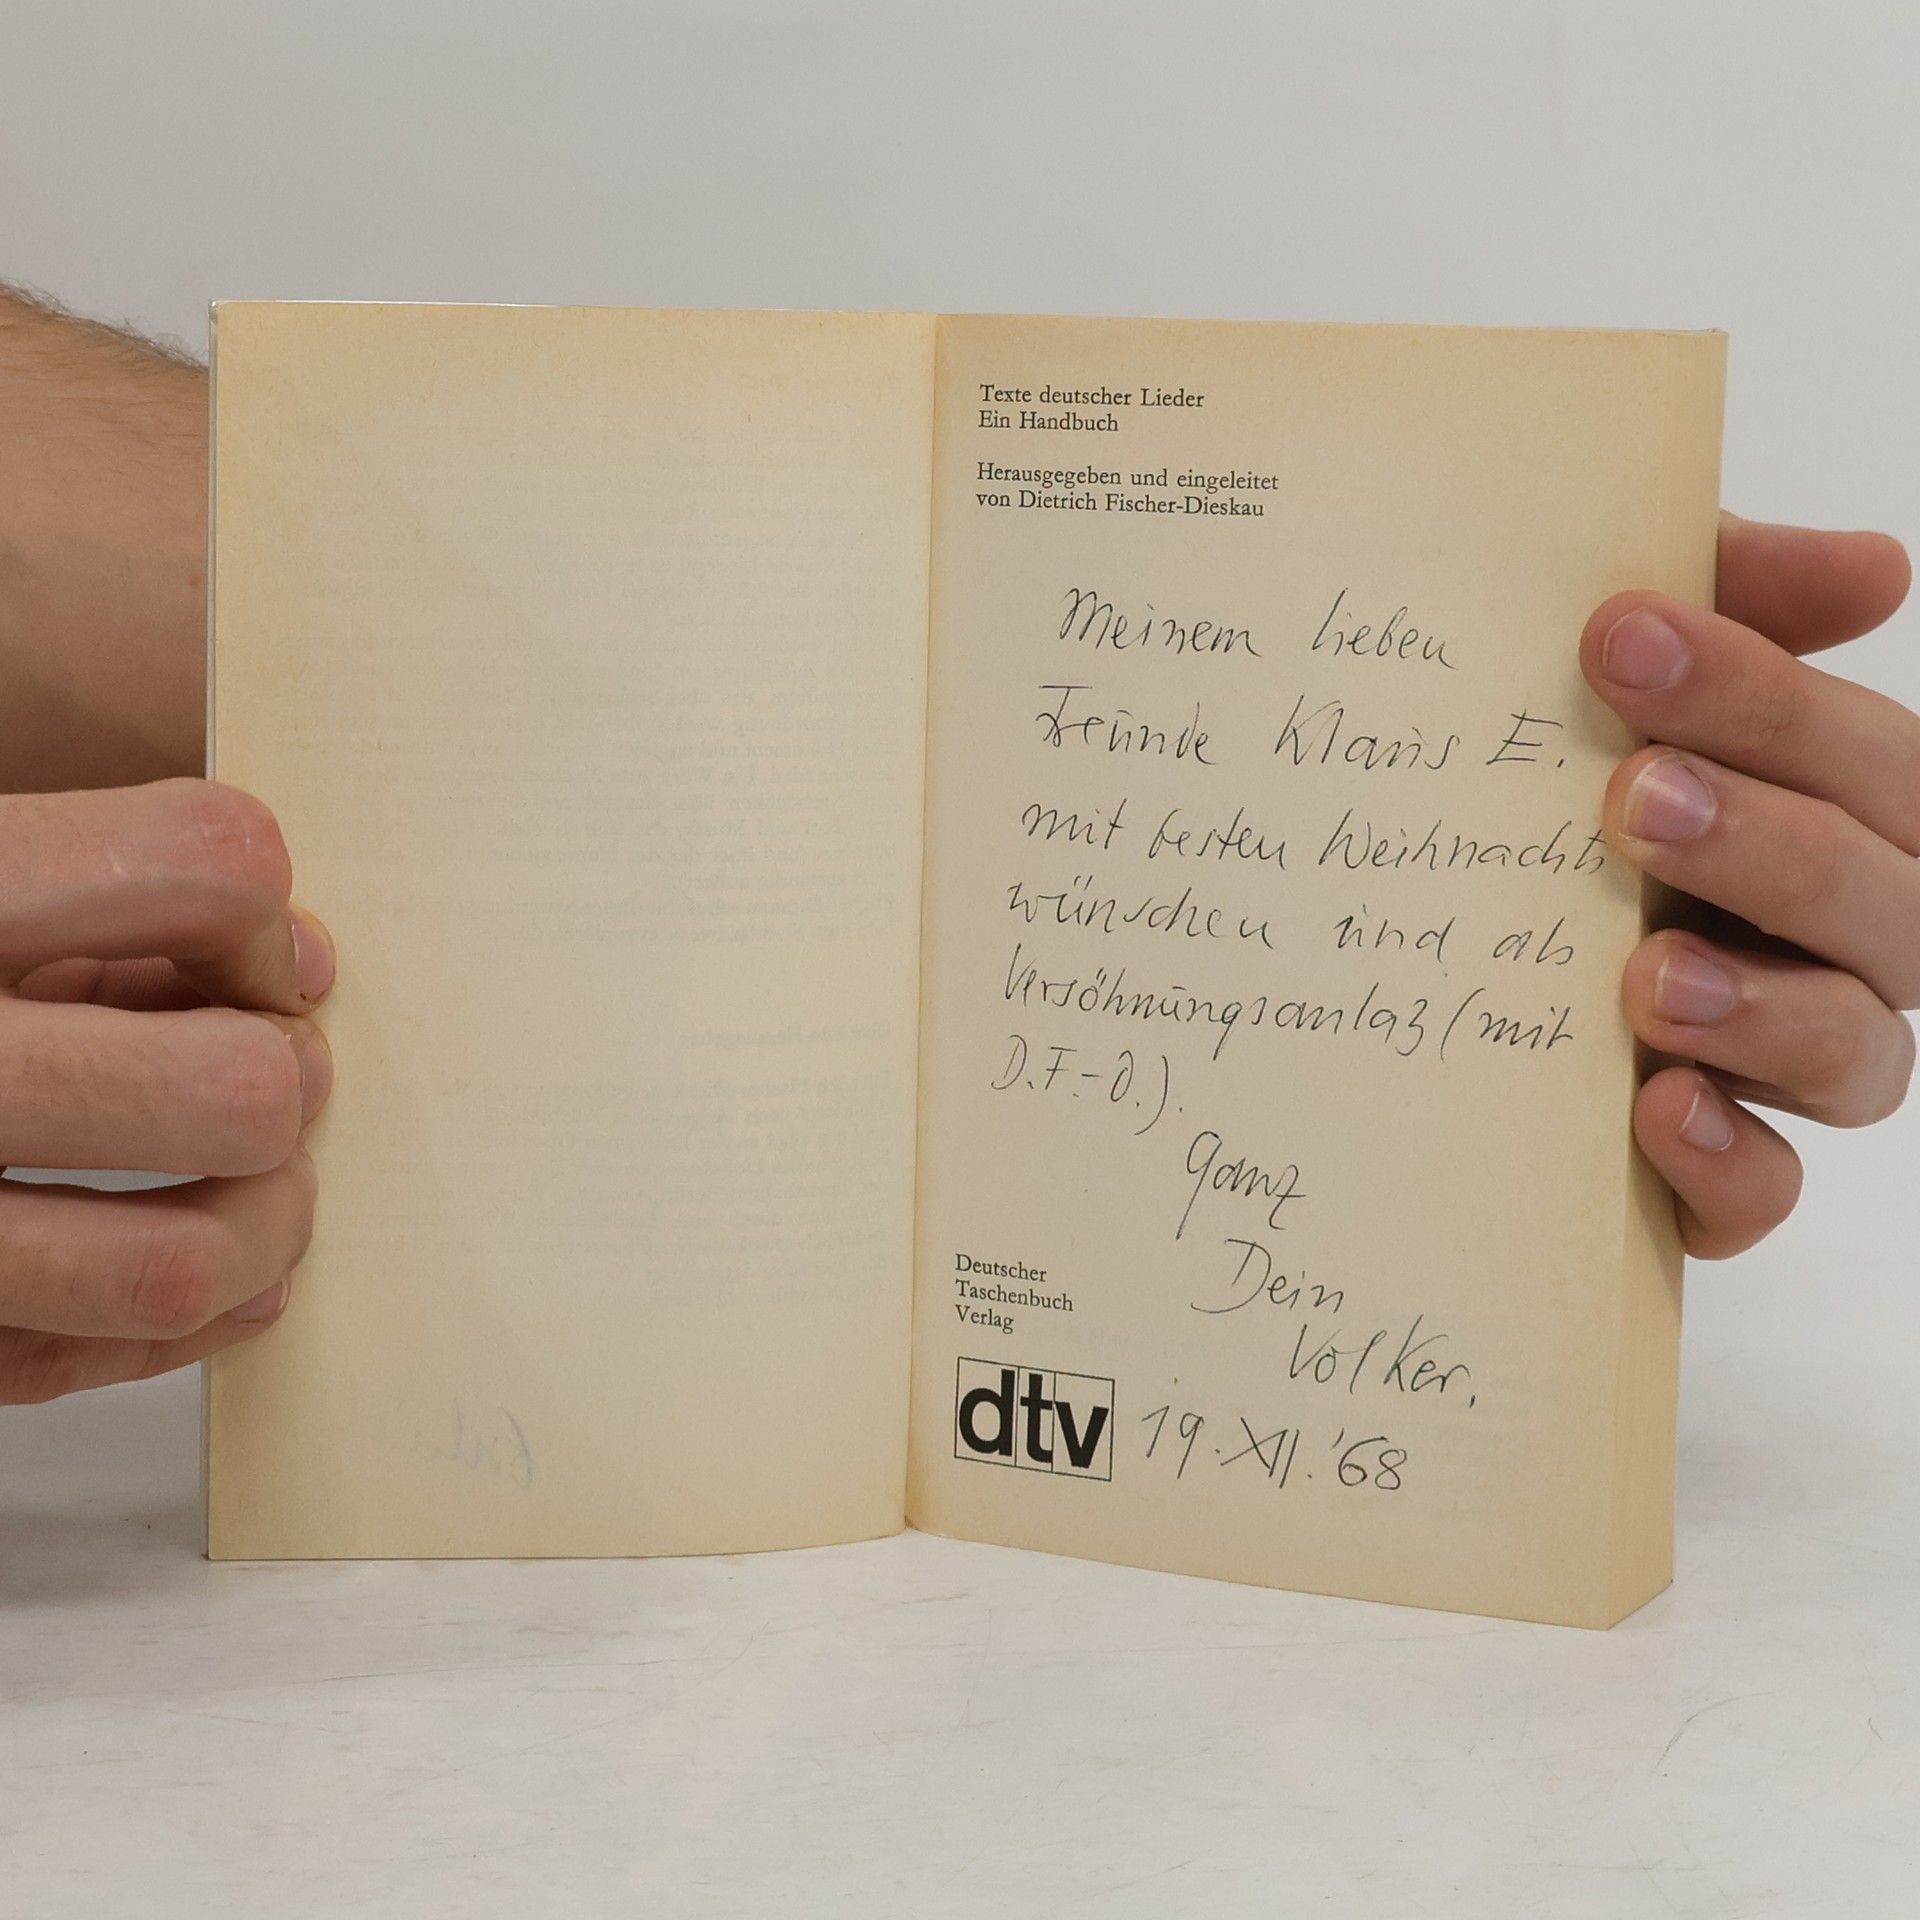 Texte deutscher Lieder
Ein Handbuch
Herausgegeben und eingeleitet
von Dietrich Fischer-Dieskau
Meinem lieben
Freunde Klaus E.
mit besten Weihnachts
wünschen und als
Versöhnungsanlaß (mit
D.F.-D.).
Ganz
Dein
Volker.
Deutscher
Taschenbuch
Verlag
dtv
19.XII.'68